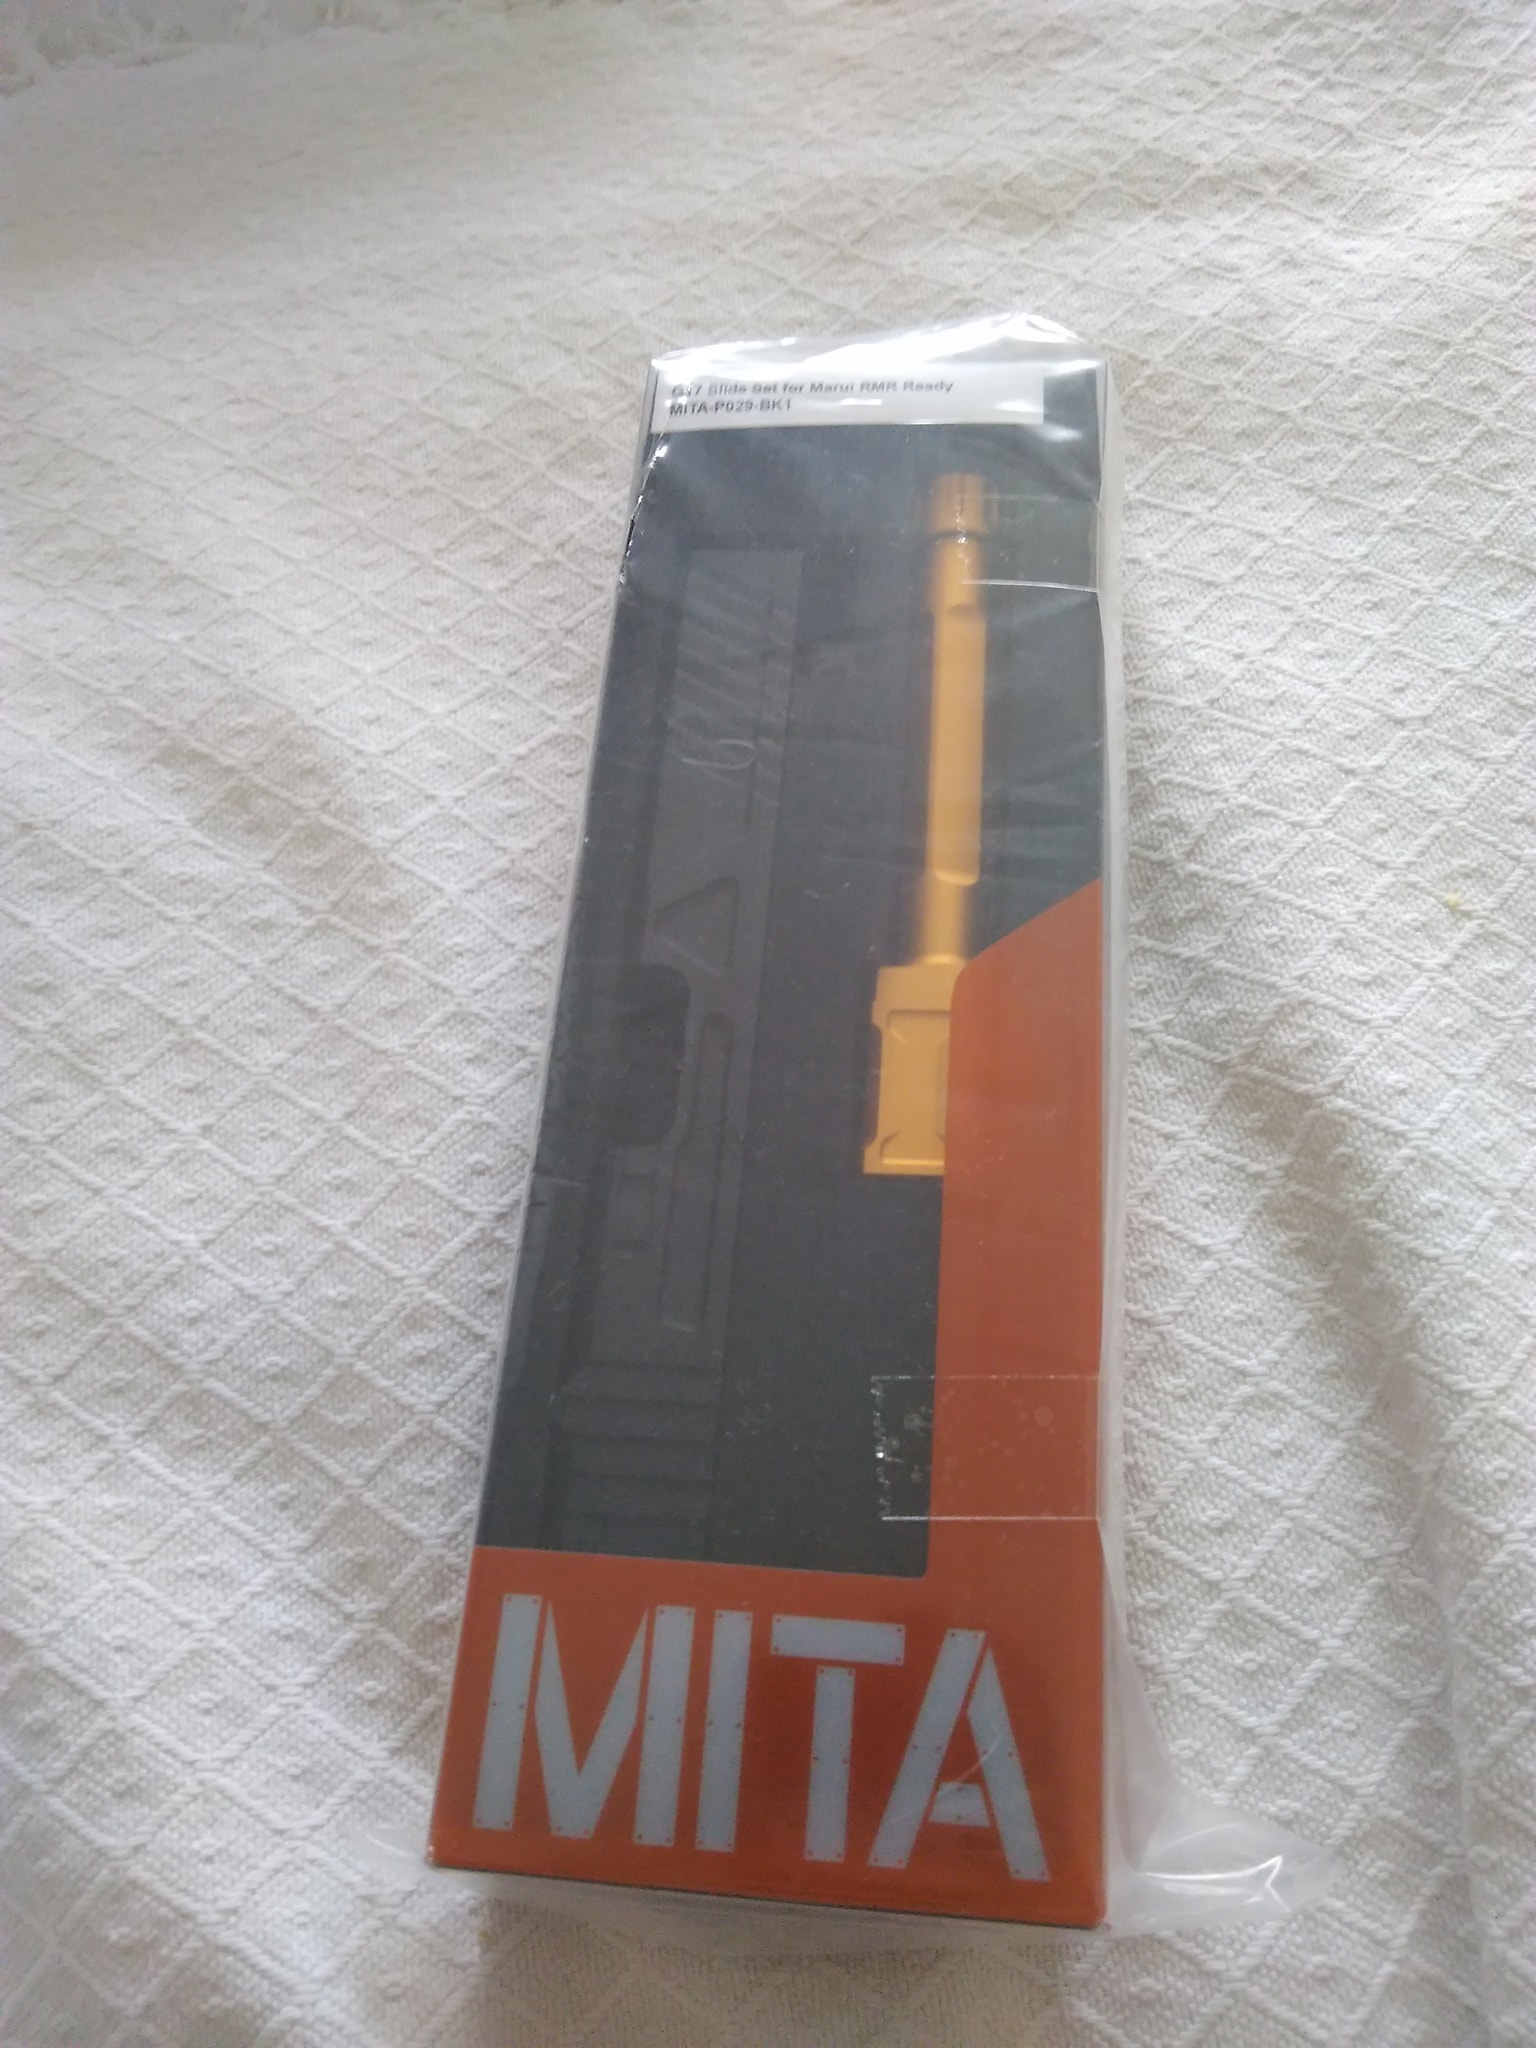 G17 Slide Set for Marui RMR Ready
MITA-P029-BK1
MITA